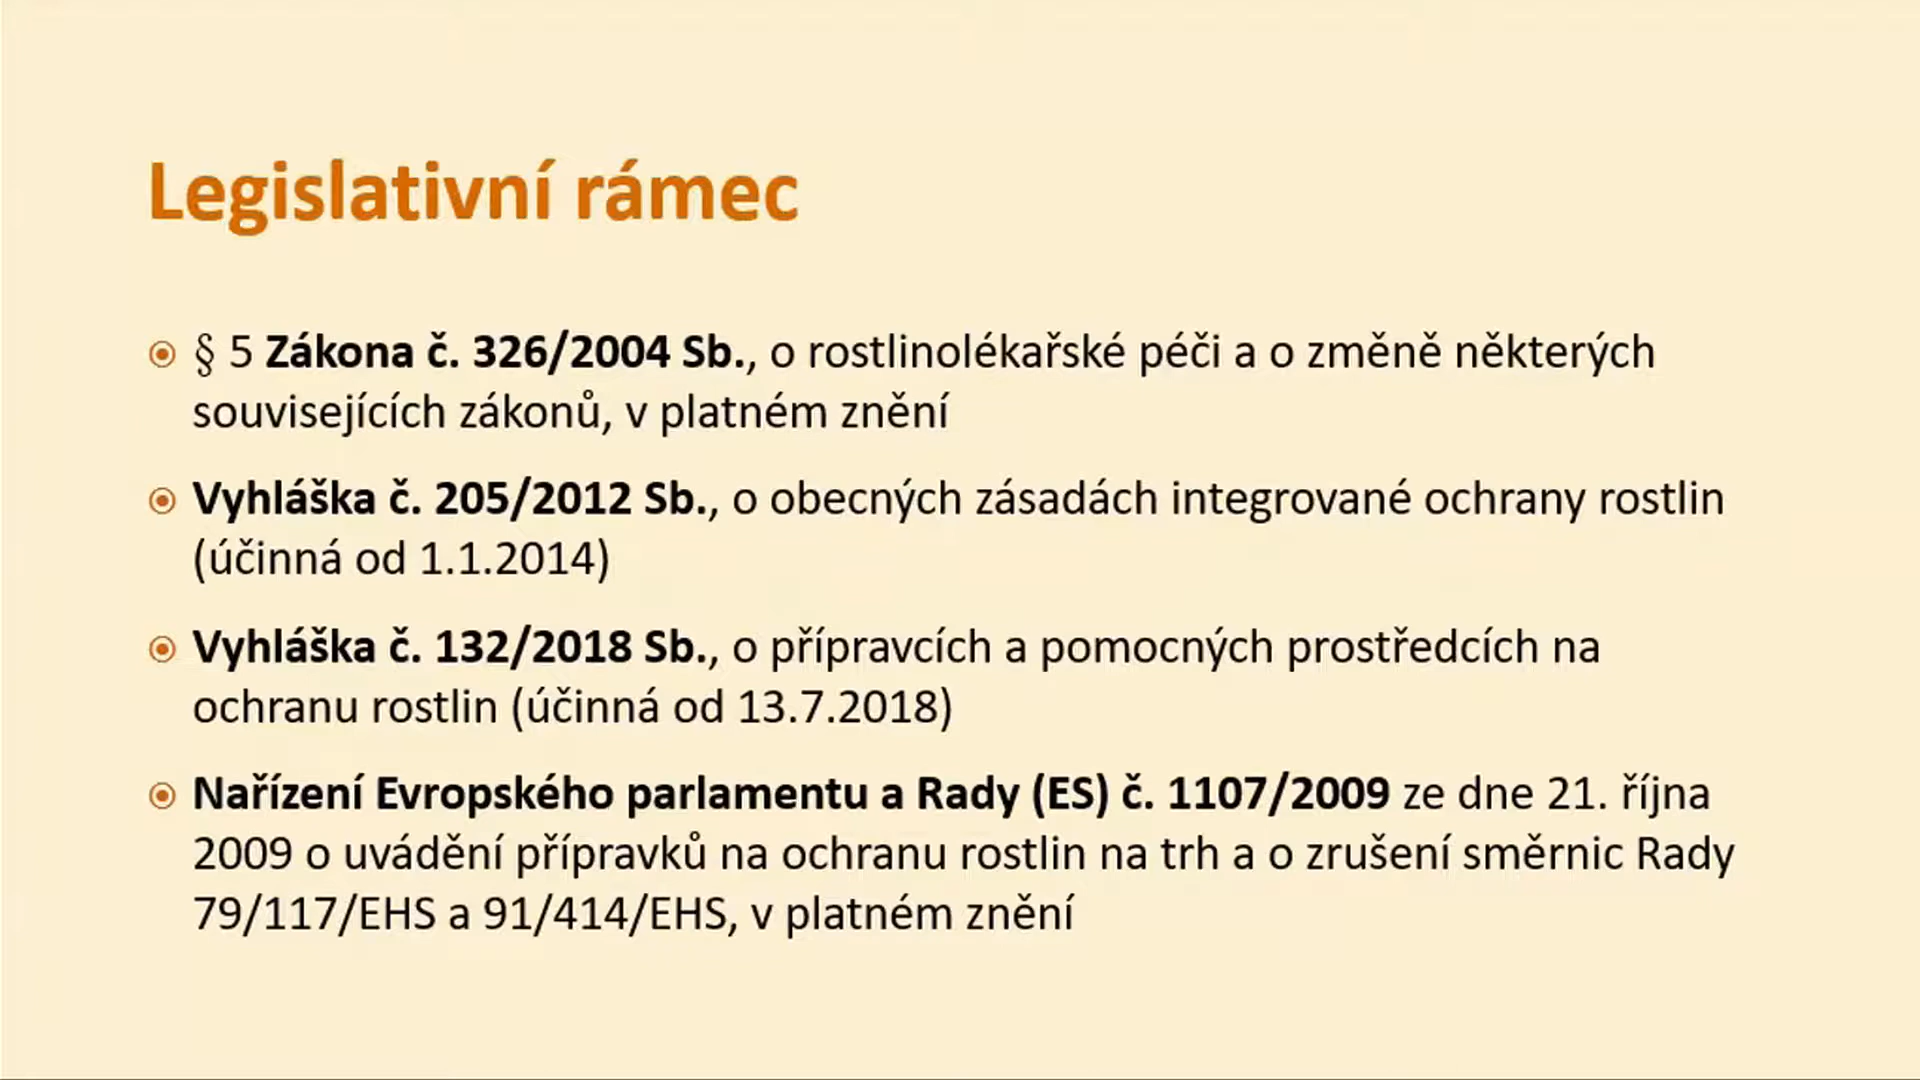 Legislativní rámec
§ 5 Zákona č. 326/2004 Sb., o rostlinolékařské péči a o změně některých
souvisejících zákonů, v platném znění
Vyhláška č. 205/2012 Sb., o obecných zásadách integrované ochrany rostlin
(účinná od 1.1.2014)
Vyhláška č. 132/2018 Sb., o přípravcích a pomocných prostředcích na
ochranu rostlin (účinná od 13.7.2018)
Nařízení Evropského parlamentu a Rady (ES) č. 1107/2009 ze dne 21. října
2009 o uvádění přípravků na ochranu rostlin na trh a o zrušení směrnic Rady
79/117/EHS a 91/414/EHS, v platném znění